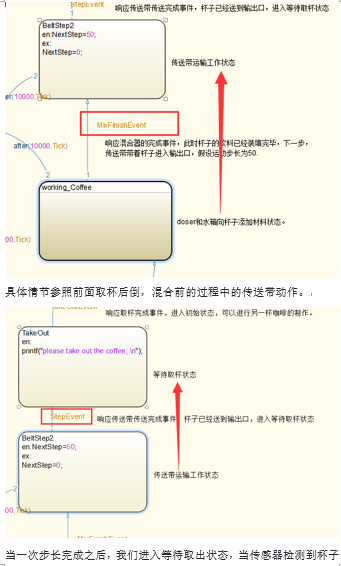 StepEvent
响应传送带传送完成事件，杯子已经送到输出口，进入等待取杯状态
BeltStep2
en:NextStep=50;
ex:
NextStep=0;
传送带运输工作状态
2
1
er(10000,Tick)
MixFinishEvent
响应混合器的完成事件，此时杯子的饮料已经装填完毕，下一步，
传送带带着杯子进入输出口，假设运动步长为50.
after(10000,Tick)
2
1
working_Coffee
doser和水箱向杯子添加材料状态。
00,Tick)
具体情节参照前面取杯后倒，混合前的过程中的传送带动作。
TakeOutEvent
响应取杯完成事件，进入初始状态，可以进行另一杯咖啡的制作。
TakeOut
en:
printf("please take out the coffee; \n");
等待取杯状态
StepEvent
响应传送带传送完成事件，杯子已经送到输出口，进入等待取杯状态
BeltStep2
en:NextStep=50;
ex:
NextStep=0;
传送带运输工作状态
2
00,Tick)
MixFinishEvent
当一次步长完成之后，我们进入等待取出状态，当传感器检测到杯子